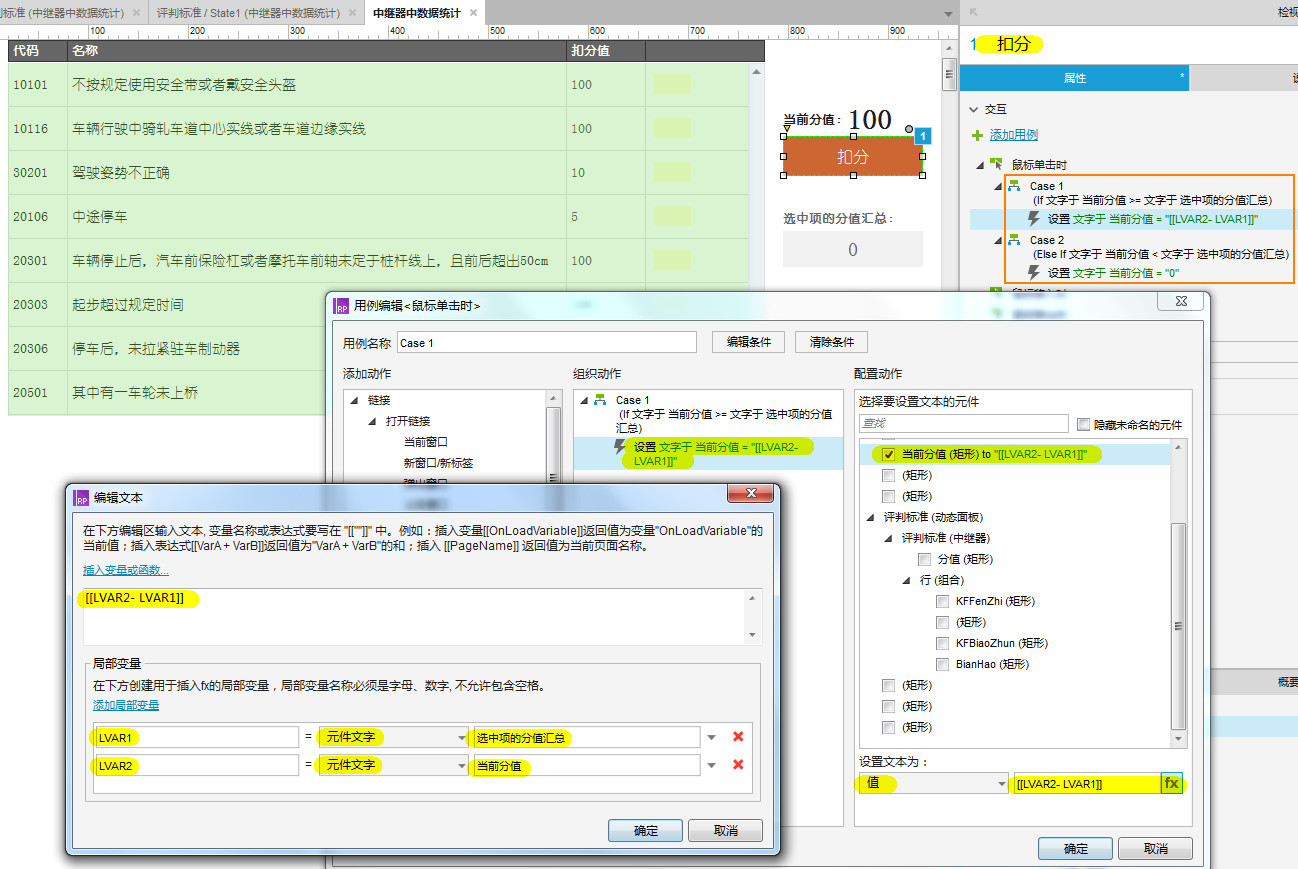 标准 (中继器中数据统计)
评判标准 / State1 (中继器中数据统计)
中继器中数据统计
检视
100 200 300 400 500 600 700 800 900
1 扣分
属性
交互
添加用例
鼠标单击时
Case 1
(If 文字于 当前分值 >= 文字于 选中项的分值汇总)
设置 文字于 当前分值 = "[[LVAR2- LVAR1]]"
Case 2
(Else If 文字于 当前分值 < 文字于 选中项的分值汇总)
设置 文字于 当前分值 = "0"
概要
代码 名称 扣分值
10101 不按规定使用安全带或者戴安全头盔 100
10116 车辆行驶中骑轧车道中心实线或者车道边缘实线 100
30201 驾驶姿势不正确 10
20106 中途停车 5
20301 车辆停止后，汽车前保险杠或者摩托车前轴未定于桩杆线上，且前后超出50cm 100
20303 起步超过规定时间
20306 停车后，未拉紧驻车制动器
20501 其中有一车轮未上桥
当前分值：100
1
扣分
选中项的分值汇总：
0
用例编辑<鼠标单击时>
用例名称 Case 1 编辑条件 清除条件
添加动作
链接
打开链接
当前窗口
新窗口/新标签
组织动作
Case 1
(If 文字于 当前分值 >= 文字于 选中项的分值
汇总)
设置 文字于 当前分值 = "[[LVAR2-
LVAR1]]"
配置动作
选择要设置文本的元件
查找 隐藏未命名的元件
当前分值 (矩形) to "[[LVAR2- LVAR1]]"
(矩形)
(矩形)
评判标准 (动态面板)
评判标准 (中继器)
分值 (矩形)
行 (组合)
KFFenZhi (矩形)
(矩形)
KFBiaoZhun (矩形)
BianHao (矩形)
(矩形)
(矩形)
(矩形)
设置文本为：
值 [[LVAR2- LVAR1]] fx
确定 取消
编辑文本
在下方编辑区输入文本, 变量名称或表达式要写在 "[[""]]" 中。例如：插入变量[[OnLoadVariable]]返回值为变量"OnLoadVariable"的
当前值；插入表达式[[VarA + VarB]]返回值为"VarA + VarB"的和；插入 [[PageName]] 返回值为当前页面名称。
插入变量或函数...
[[LVAR2- LVAR1]]
局部变量
在下方创建用于插入fx的局部变量，局部变量名称必须是字母、数字, 不允许包含空格。
添加局部变量
LVAR1 = 元件文字 选中项的分值汇总
LVAR2 = 元件文字 当前分值
确定 取消